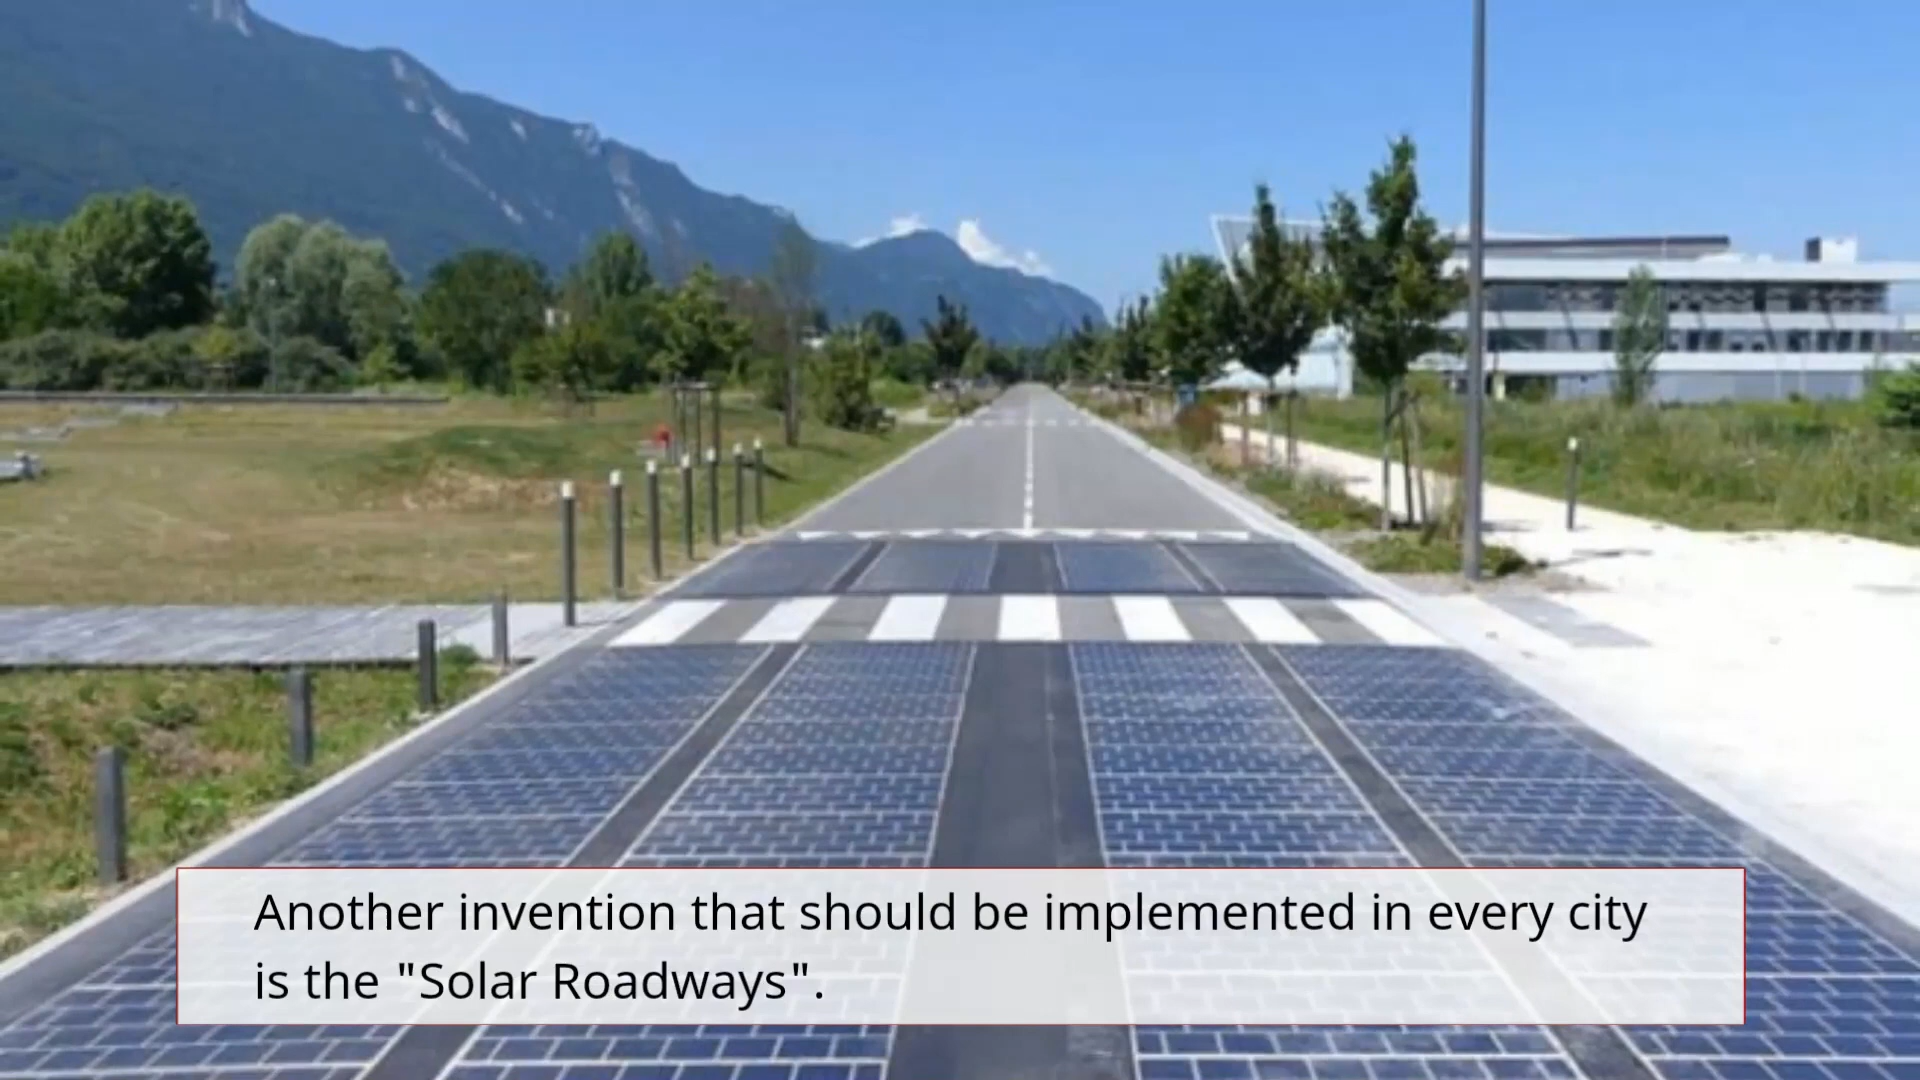 Another invention that should be implemented in every city
is the "Solar Roadways".